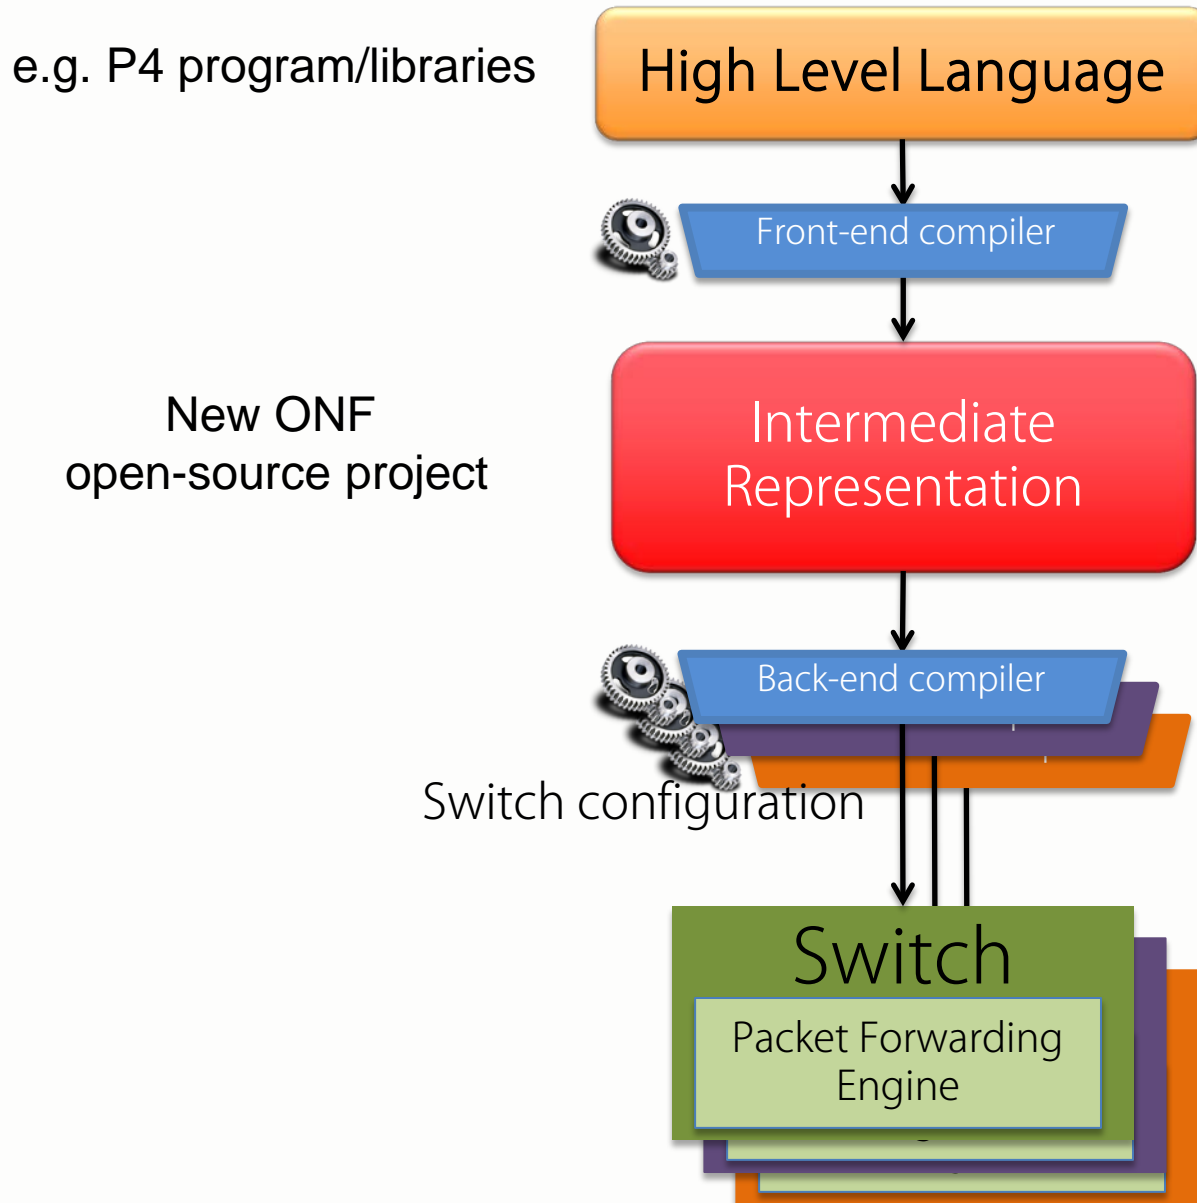 e.g. P4 program/libraries
High Level Language
Front-end compiler
New ONF
open-source project
Intermediate
Representation
Back-end compiler
Switch configuration
Switch
Packet Forwarding
Engine